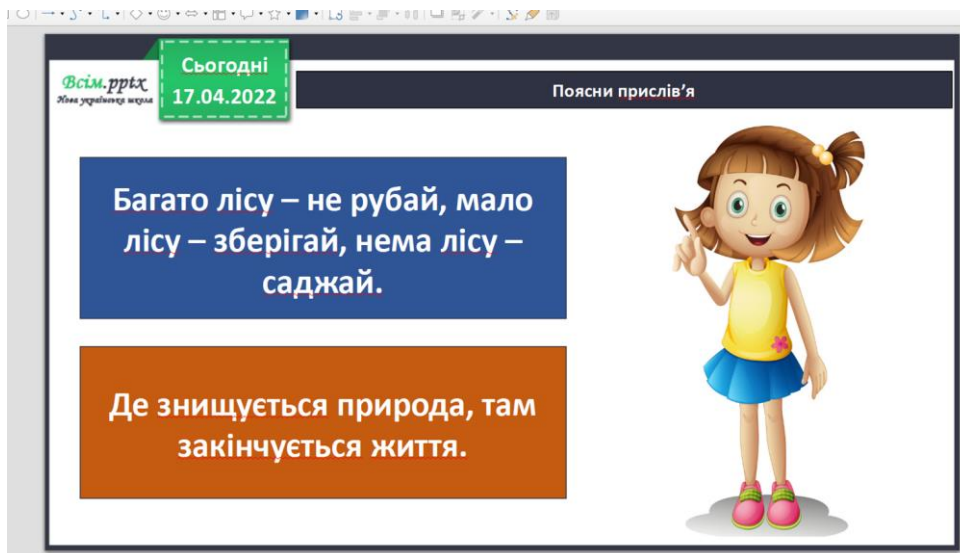 Всім.pptx
Нова українська школа
Сьогодні
17.04.2022
Поясни прислів’я
Багато лісу – не рубай, мало
лісу – зберігай, нема лісу –
саджай.
Де знищується природа, там
закінчується життя.